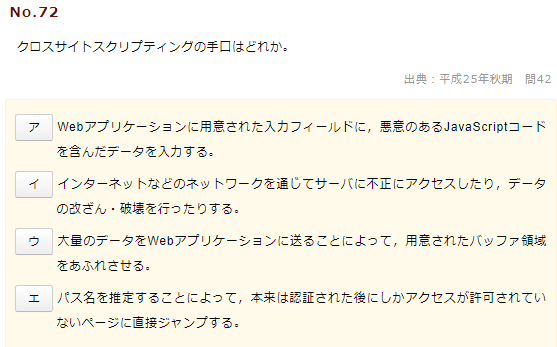 No.72
クロスサイトスクリプティングの手口はどれか。
出典：平成25年秋期　問42
ア Webアプリケーションに用意された入力フィールドに，悪意のあるJavaScriptコード
を含んだデータを入力する。
イ インターネットなどのネットワークを通じてサーバに不正にアクセスしたり，データ
の改ざん・破壊を行ったりする。
ウ 大量のデータをWebアプリケーションに送ることによって，用意されたバッファ領域
をあふれさせる。
エ パス名を推定することによって，本来は認証された後にしかアクセスが許可されてい
ないページに直接ジャンプする。